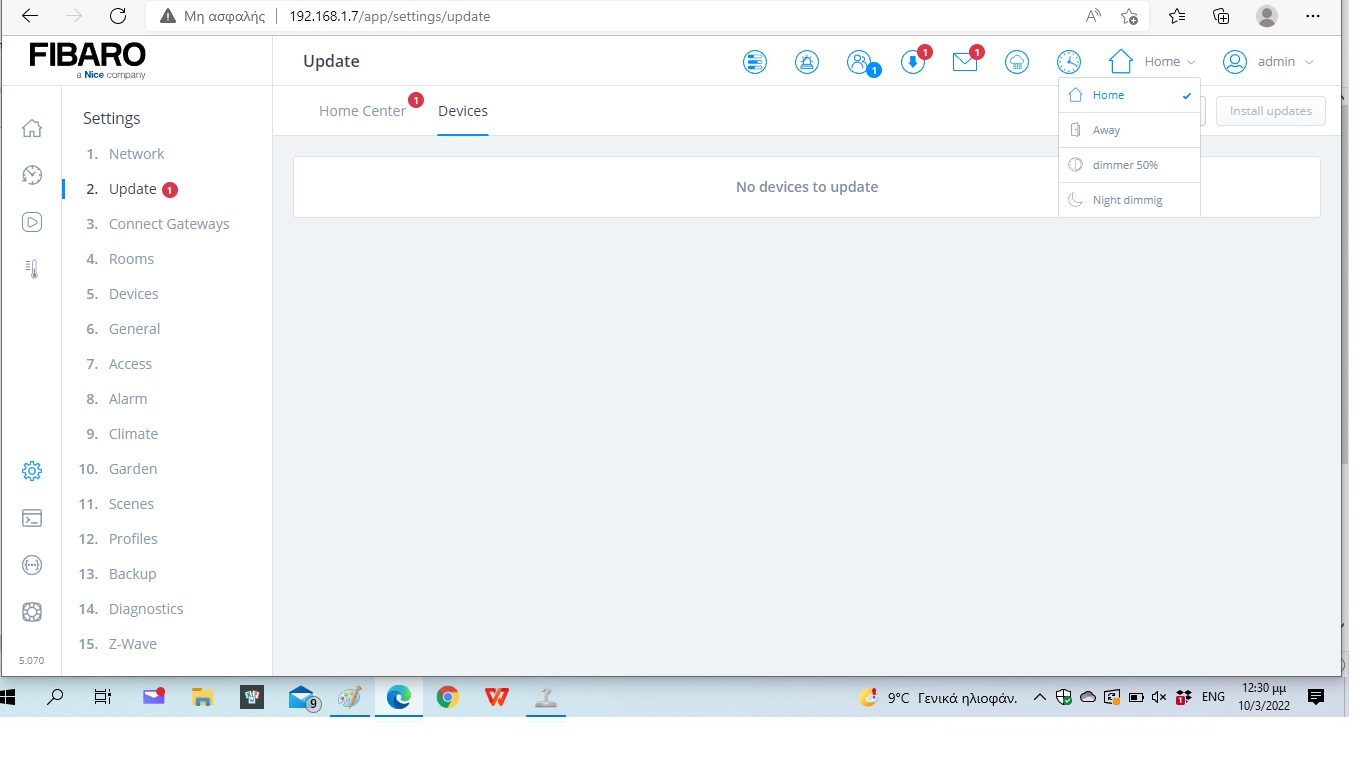 Μη ασφαλής 192.168.1.7/app/settings/update
FIBARO
a Nice company
Update
1
1
1
Home
admin
Home Center 1
Devices
Install updates
Home
Away
dimmer 50%
Night dimmig
Settings
1. Network
2. Update 1
3. Connect Gateways
4. Rooms
5. Devices
6. General
7. Access
8. Alarm
9. Climate
10. Garden
11. Scenes
12. Profiles
13. Backup
14. Diagnostics
15. Z-Wave
5.070
No devices to update
9
9°C Γενικά ηλιοφάν.
ENG
12:30 μμ
10/3/2022